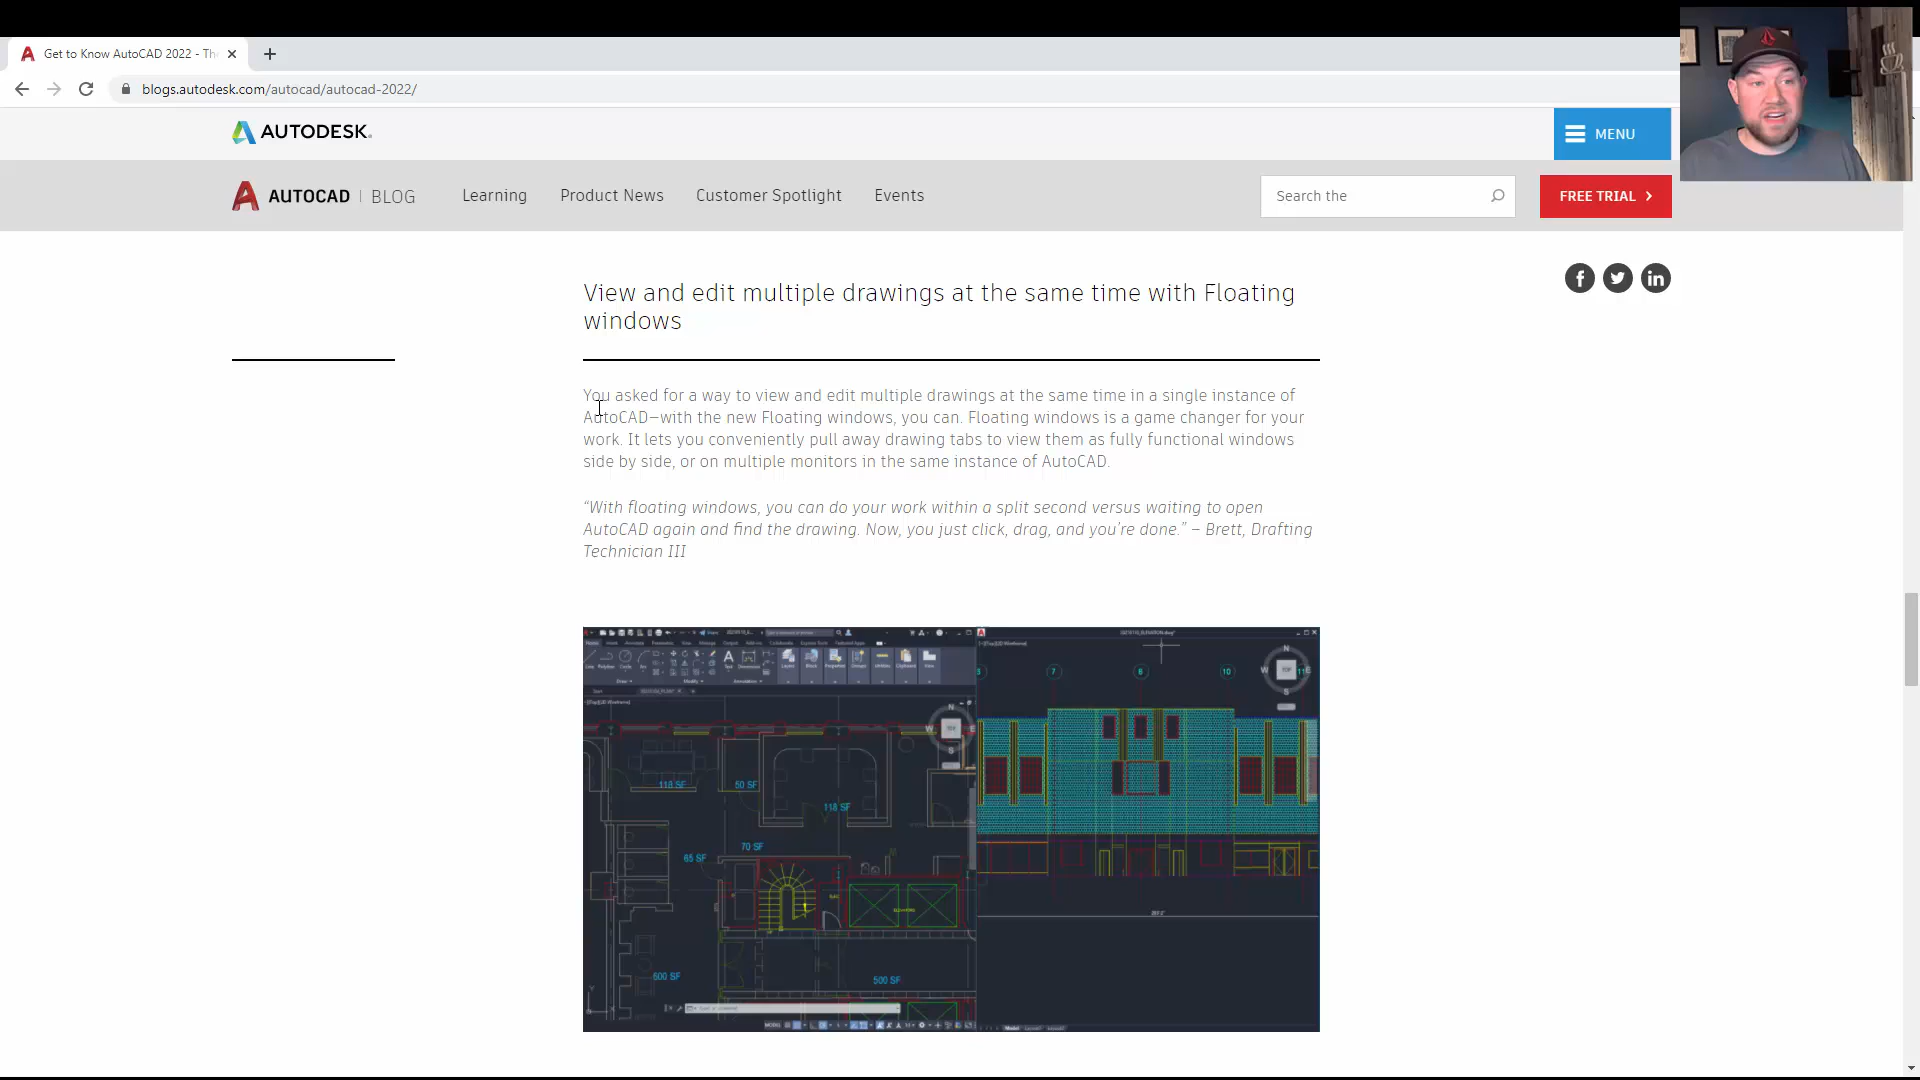 Get to Know AutoCAD 2022 - Th
blogs.autodesk.com/autocad/autocad-2022/
AUTODESK.
MENU
AUTOCAD | BLOG
Learning
Product News
Customer Spotlight
Events
Search the
FREE TRIAL
View and edit multiple drawings at the same time with Floating
windows
You asked for a way to view and edit multiple drawings at the same time in a single instance of
AutoCAD—with the new Floating windows, you can. Floating windows is a game changer for your
work. It lets you conveniently pull away drawing tabs to view them as fully functional windows
side by side, or on multiple monitors in the same instance of AutoCAD.
“With floating windows, you can do your work within a split second versus waiting to open
AutoCAD again and find the drawing. Now, you just click, drag, and you’re done.” – Brett, Drafting
Technician III
7
10
N
W
TOP
E
S
N
W
E
S
118 SF
50 SF
118 SF
70 SF
65 SF
600 SF
500 SF